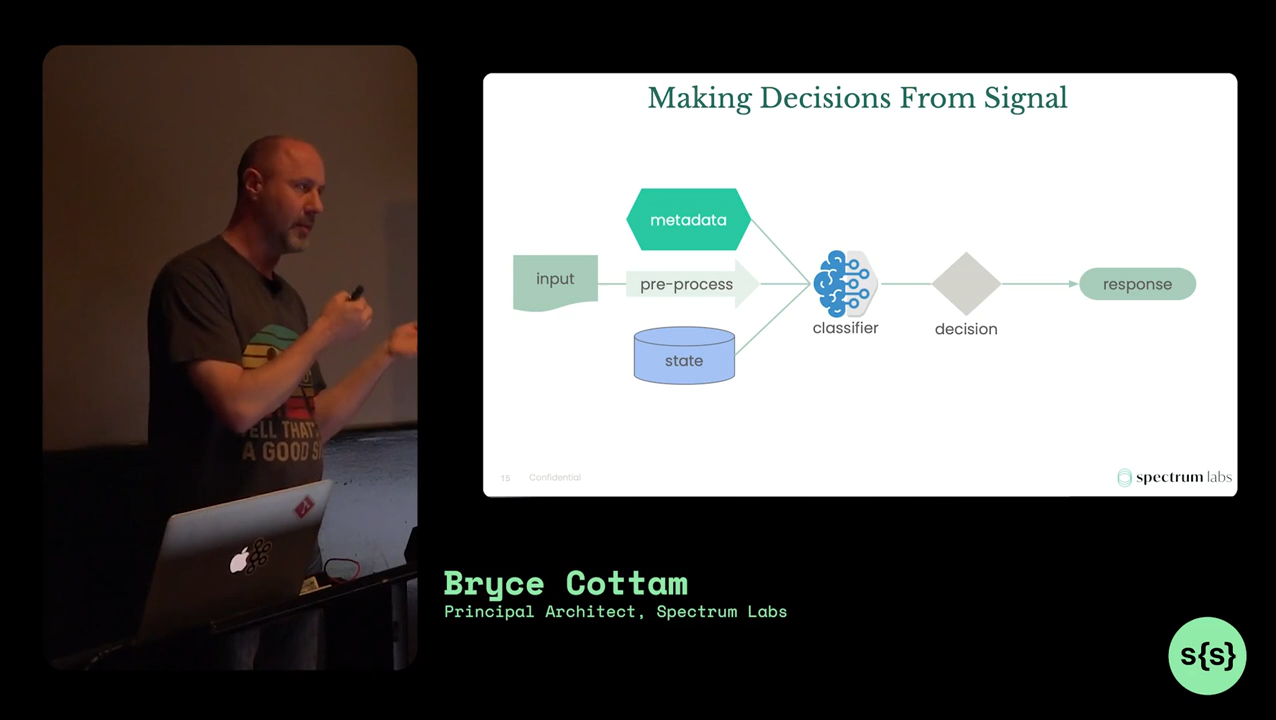 Making Decisions From Signal
metadata
input
pre-process
state
classifier
decision
response
15 Confidential
spectrum labs
WELL THAT'S
A GOOD
Bryce Cottam
Principal Architect, Spectrum Labs
s{s}